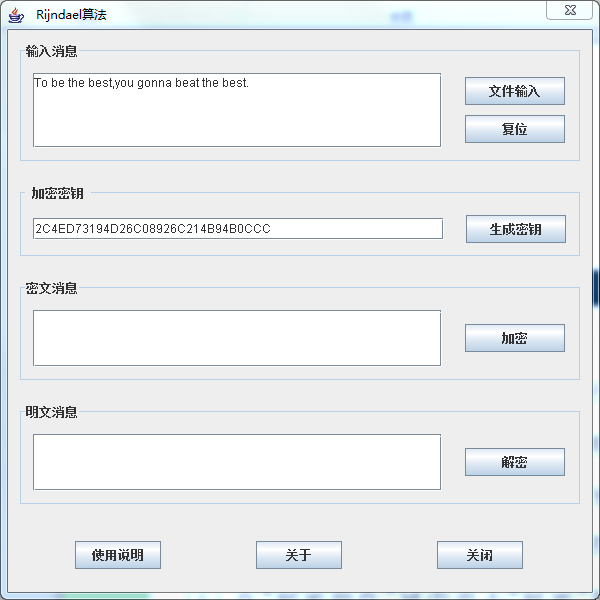 Rijndael算法
输入消息
To be the best,you gonna beat the best.
文件输入
复位
加密密钥
2C4ED73194D26C08926C214B94B0CCC
生成密钥
密文消息
加密
明文消息
解密
使用说明
关于
关闭